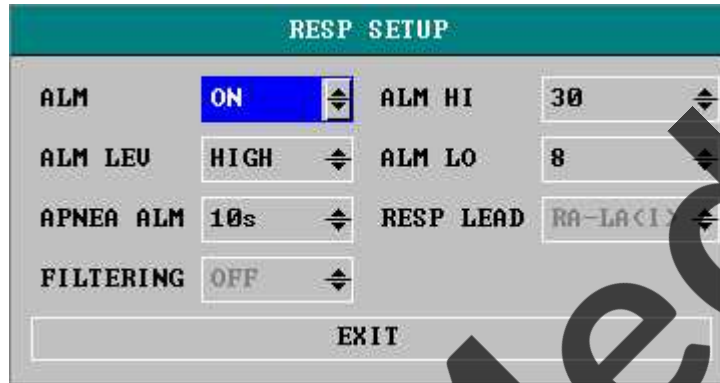 RESP SETUP
ALM ON ALM HI 30
ALM LEV HIGH ALM LO 8
APNEA ALM 10s RESP LEAD RA-LA(I)
FILTERING OFF
EXIT